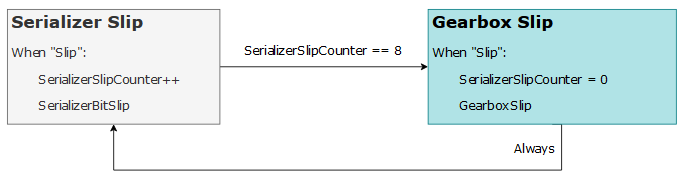 Serializer Slip
When "Slip":
SerializerSlipCounter++
SerializerBitSlip
SerializerSlipCounter == 8
Gearbox Slip
When "Slip":
SerializerSlipCounter = 0
GearboxSlip
Always